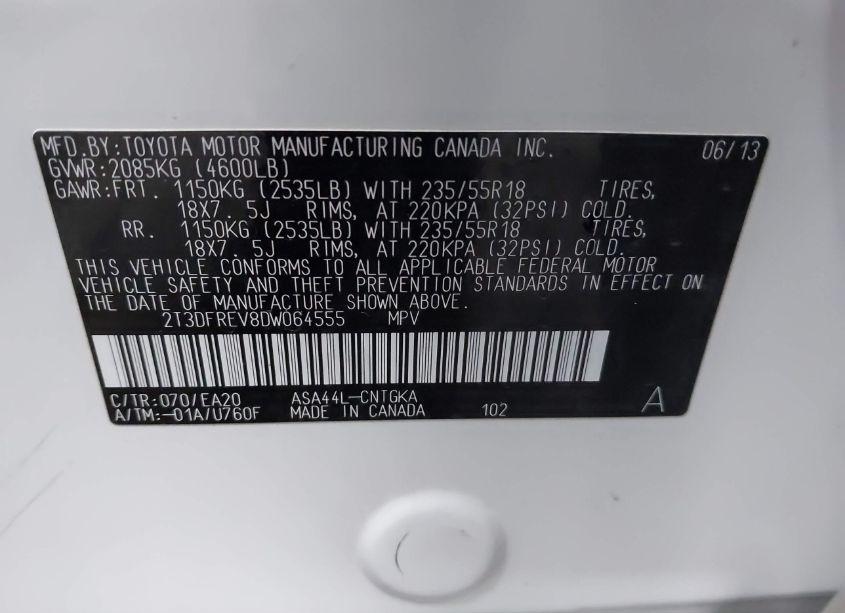 MFD.BY:TOYOTA MOTOR MANUFACTURING CANADA INC. 06/13
GVWR:2085KG (4600LB)
GAWR:FRT. 1150KG (2535LB) WITH 235/55R18 TIRES,
18X7.5J RIMS, AT 220KPA (32PSI) COLD.
RR. 1150KG (2535LB) WITH 235/55R18 TIRES,
18X7.5J RIMS, AT 220KPA (32PSI) COLD.
THIS VEHICLE CONFORMS TO ALL APPLICABLE FEDERAL MOTOR
VEHICLE SAFETY AND THEFT PREVENTION STANDARDS IN EFFECT ON
THE DATE OF MANUFACTURE SHOWN ABOVE.
2T3DFREV8DW064555 MPV
C/TR:070/EA20 ASA44L-CNTGKA
A/TM:-01A/U760F MADE IN CANADA 102 A